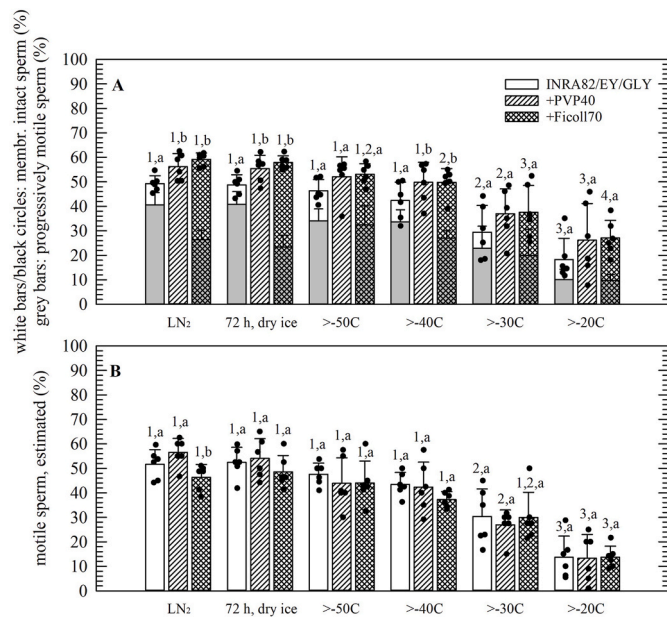 white bars/black circles: membr. intact sperm (%)
grey bars: progressively motile sperm (%)
100
90
80
70
60
50
40
30
20
10
0
A
INRA82/EY/GLY
+PVP40
+Ficoll70
1,a 1,b 1,b
1,a 1,b 1,b
1,a 1,a 1,2,a
1,a 1,b 2,b
2,a 2,a 3,a
3,a 3,a 4,a
LN₂ 72 h, dry ice >-50C >-40C >-30C >-20C
motile sperm, estimated (%)
100
90
80
70
60
50
40
30
20
10
0
B
1,a 1,a 1,b
1,a 1,a 1,a
1,a 1,a 1,a
1,a 1,a 1,a
2,a 2,a 1,2,a
3,a 3,a 3,a
LN₂ 72 h, dry ice >-50C >-40C >-30C >-20C